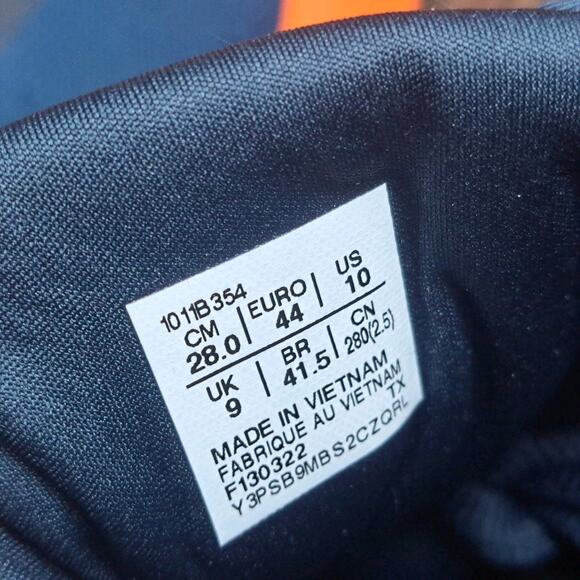 1011B354
CM | EURO | US
28.0 | 44 | 10
UK | BR | CN
9 | 41.5 | 280(2.5)
MADE IN VIETNAM
FABRIQUE AU VIETNAM
F130322 TX
Y3PSB9MBS2CZQRL